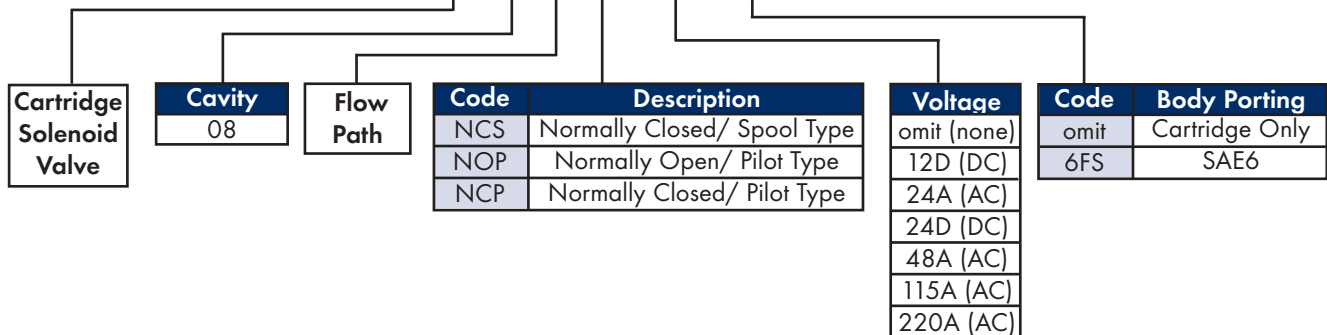 Cartridge
Solenoid
Valve
Cavity
08
Flow
Path
Code Description
NCS Normally Closed/ Spool Type
NOP Normally Open/ Pilot Type
NCP Normally Closed/ Pilot Type
Voltage
omit (none)
12D (DC)
24A (AC)
24D (DC)
48A (AC)
115A (AC)
220A (AC)
Code Body Porting
omit Cartridge Only
6FS SAE6